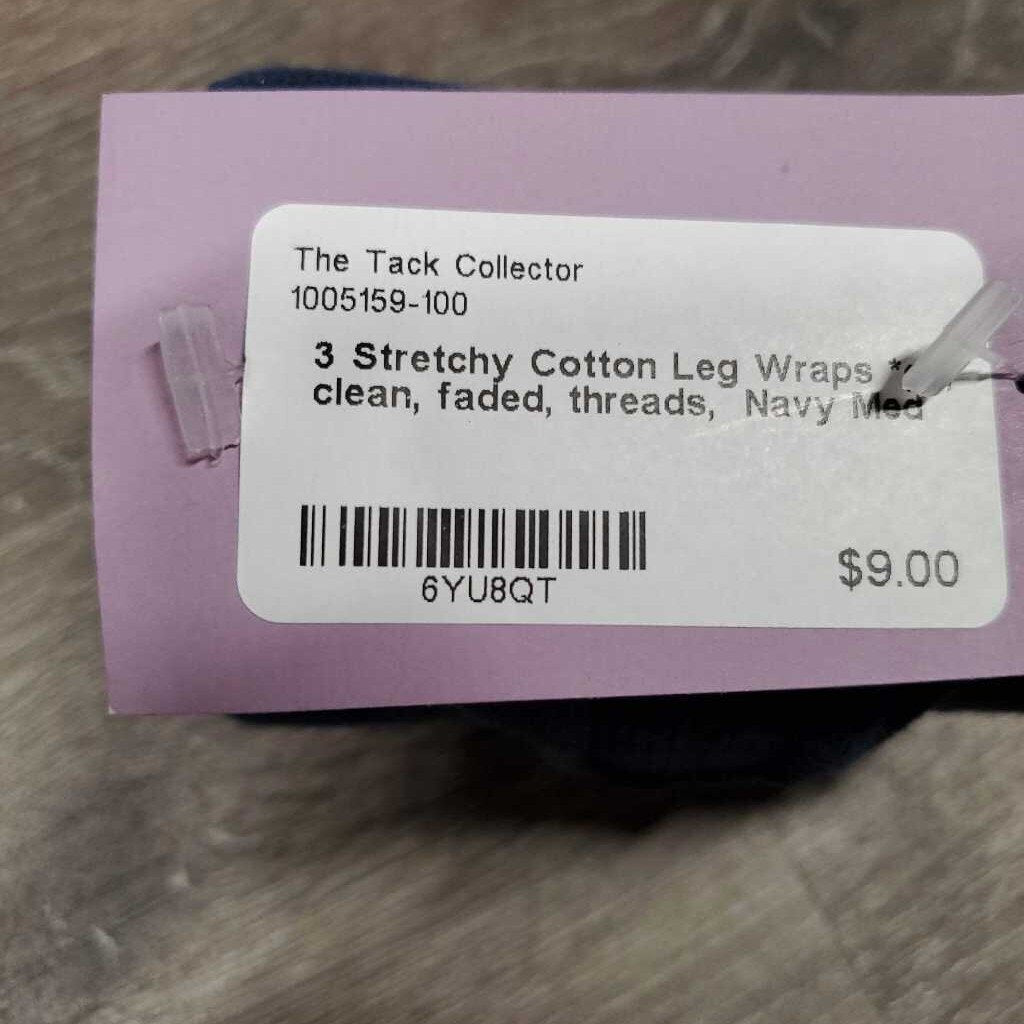 The Tack Collector
1005159-100
3 Stretchy Cotton Leg Wraps
clean, faded, threads, Navy Med
6YU8QT
$9.00